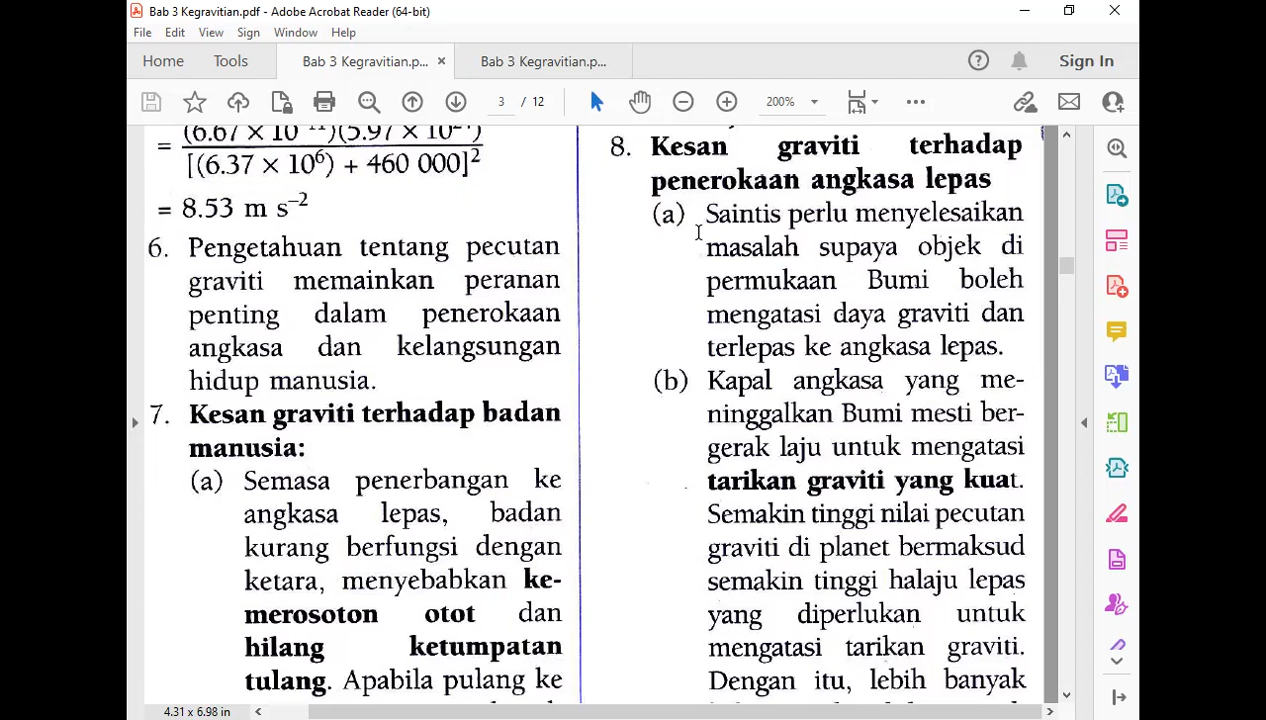 Bab 3 Kegravitian.pdf - Adobe Acrobat Reader (64-bit)
File Edit View Sign Window Help
Home Tools Bab 3 Kegravitian.p... × Bab 3 Kegravitian.p... Sign In
3 / 12 200%
= (6.67 × 10⁻¹¹)(5.97 × 10²⁴)
[(6.37 × 10⁶) + 460 000]²
= 8.53 m s⁻²
6. Pengetahuan tentang pecutan
graviti memainkan peranan
penting dalam penerokaan
angkasa dan kelangsungan
hidup manusia.
7. Kesan graviti terhadap badan
manusia:
(a) Semasa penerbangan ke
angkasa lepas, badan
kurang berfungsi dengan
ketara, menyebabkan ke-
merosoton otot dan
hilang ketumpatan
tulang. Apabila pulang ke
8. Kesan graviti terhadap
penerokaan angkasa lepas
(a) Saintis perlu menyelesaikan
masalah supaya objek di
permukaan Bumi boleh
mengatasi daya graviti dan
terlepas ke angkasa lepas.
(b) Kapal angkasa yang me-
ninggalkan Bumi mesti ber-
gerak laju untuk mengatasi
tarikan graviti yang kuat.
Semakin tinggi nilai pecutan
graviti di planet bermaksud
semakin tinggi halaju lepas
yang diperlukan untuk
mengatasi tarikan graviti.
Dengan itu, lebih banyak
4.31 x 6.98 in